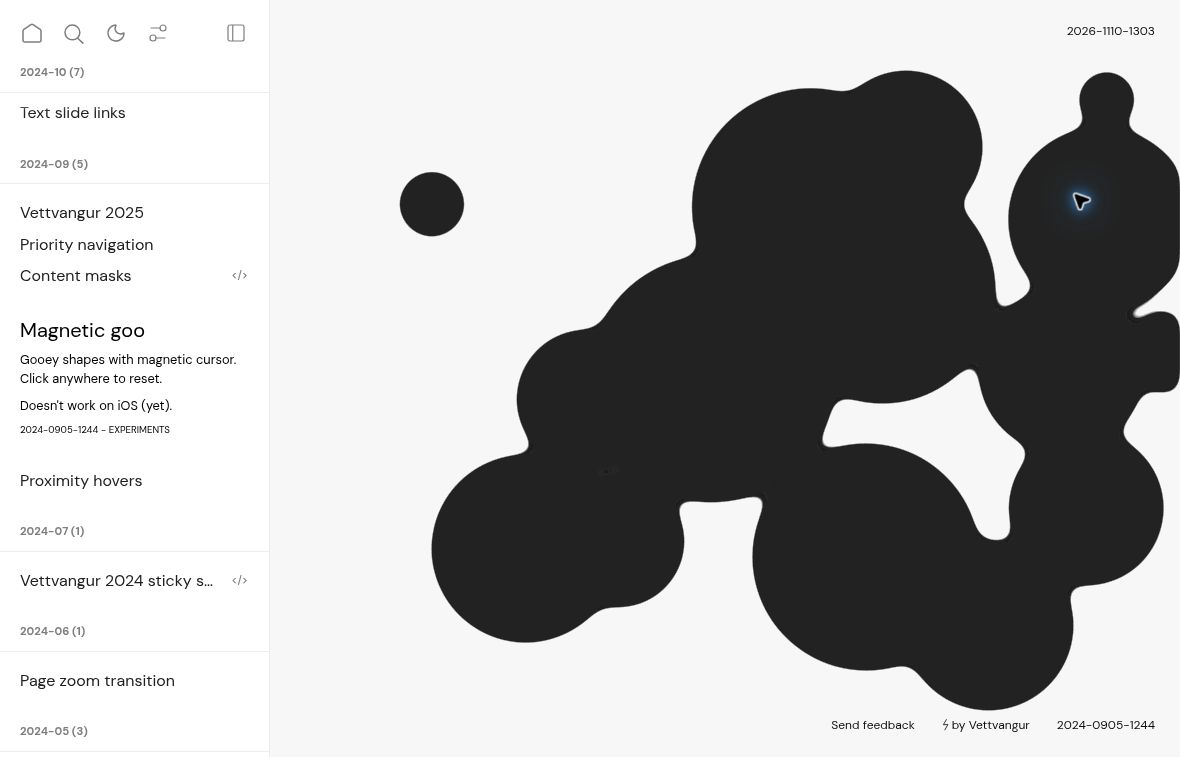 2024-10 (7)
Text slide links
2024-09 (5)
Vettvangur 2025
Priority navigation
Content masks </>
Magnetic goo
Gooey shapes with magnetic cursor.
Click anywhere to reset.
Doesn't work on iOS (yet).
2024-0905-1244 – EXPERIMENTS
Proximity hovers
2024-07 (1)
Vettvangur 2024 sticky s... </>
2024-06 (1)
Page zoom transition
2024-05 (3)
2026-1110-1303
Send feedback by Vettvangur 2024-0905-1244